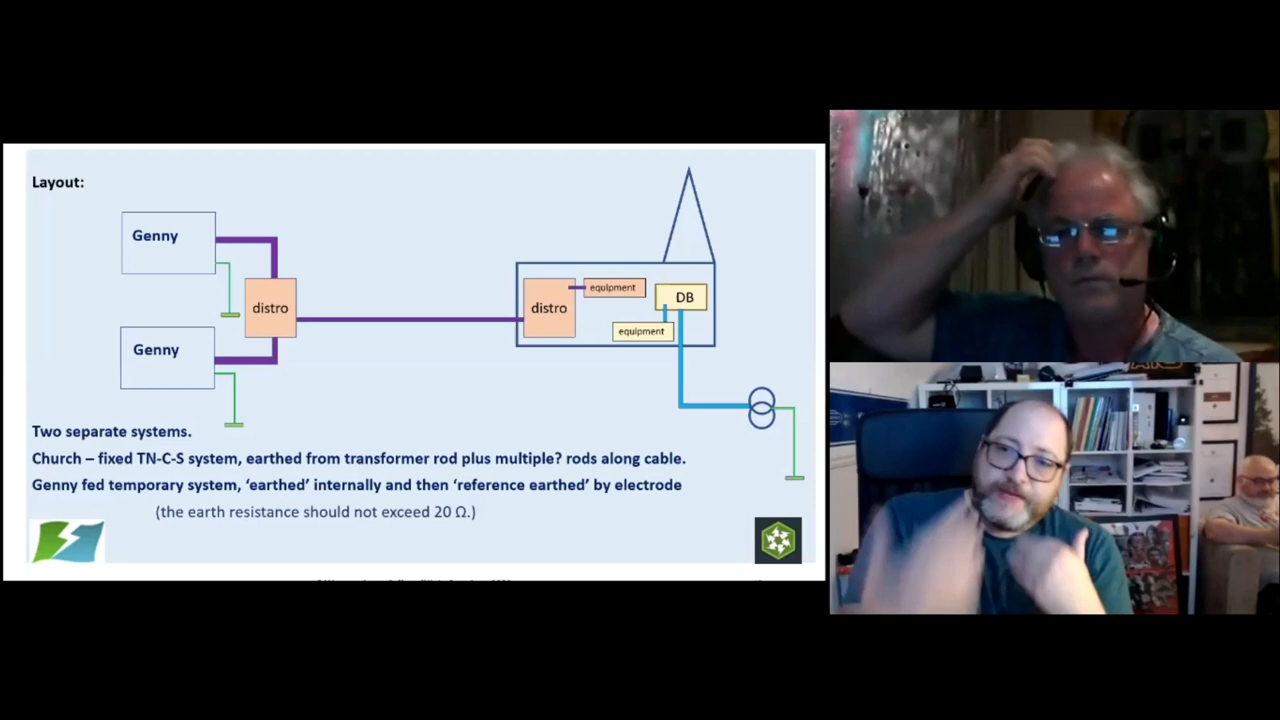 Layout:
Genny
distro
Genny
distro
equipment
DB
equipment
Two separate systems.
Church – fixed TN-C-S system, earthed from transformer rod plus multiple? rods along cable.
Genny fed temporary system, ‘earthed’ internally and then ‘reference earthed’ by electrode
(the earth resistance should not exceed 20 Ω.)